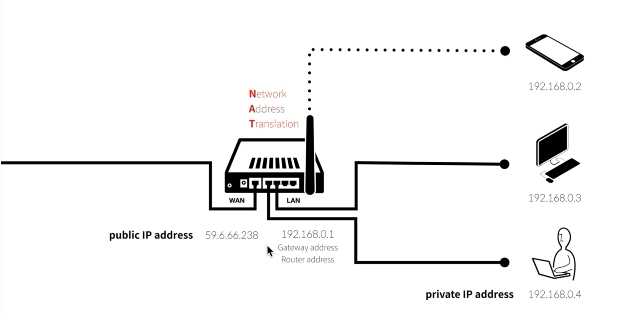 192.168.0.2
Network
Address
Translation
192.168.0.3
WAN
LAN
public IP address
59.6.66.238
192.168.0.1
Gateway address
Router address
private IP address
192.168.0.4